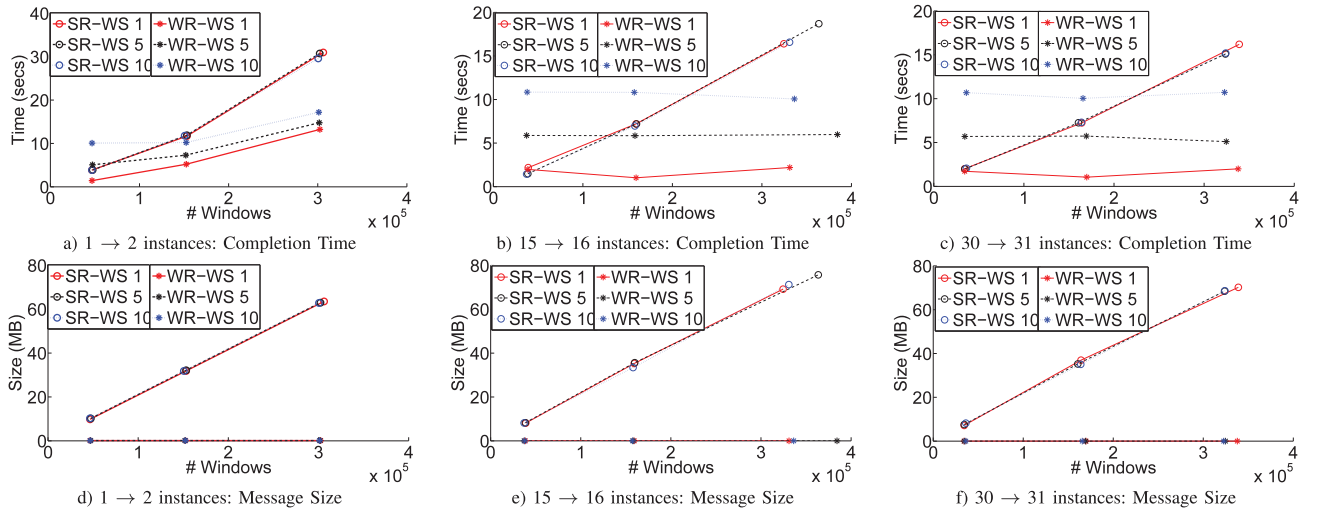 Time (secs)
40
30
20
10
0
SR-WS 1
SR-WS 5
SR-WS 10
WR-WS 1
WR-WS 5
WR-WS 10
0 1 2 3 4
# Windows
x 10^5
a) 1 → 2 instances: Completion Time
Time (secs)
20
15
10
5
0
SR-WS 1
SR-WS 5
SR-WS 10
WR-WS 1
WR-WS 5
WR-WS 10
0 1 2 3 4
# Windows
x 10^5
b) 15 → 16 instances: Completion Time
Time (secs)
20
15
10
5
0
SR-WS 1
SR-WS 5
SR-WS 10
WR-WS 1
WR-WS 5
WR-WS 10
0 1 2 3 4
# Windows
x 10^5
c) 30 → 31 instances: Completion Time
Size (MB)
80
60
40
20
0
SR-WS 1
SR-WS 5
SR-WS 10
WR-WS 1
WR-WS 5
WR-WS 10
0 1 2 3 4
# Windows
x 10^5
d) 1 → 2 instances: Message Size
Size (MB)
80
60
40
20
0
SR-WS 1
SR-WS 5
SR-WS 10
WR-WS 1
WR-WS 5
WR-WS 10
0 1 2 3 4
# Windows
x 10^5
e) 15 → 16 instances: Message Size
Size (MB)
80
60
40
20
0
SR-WS 1
SR-WS 5
SR-WS 10
WR-WS 1
WR-WS 5
WR-WS 10
0 1 2 3 4
# Windows
x 10^5
f) 30 → 31 instances: Message Size